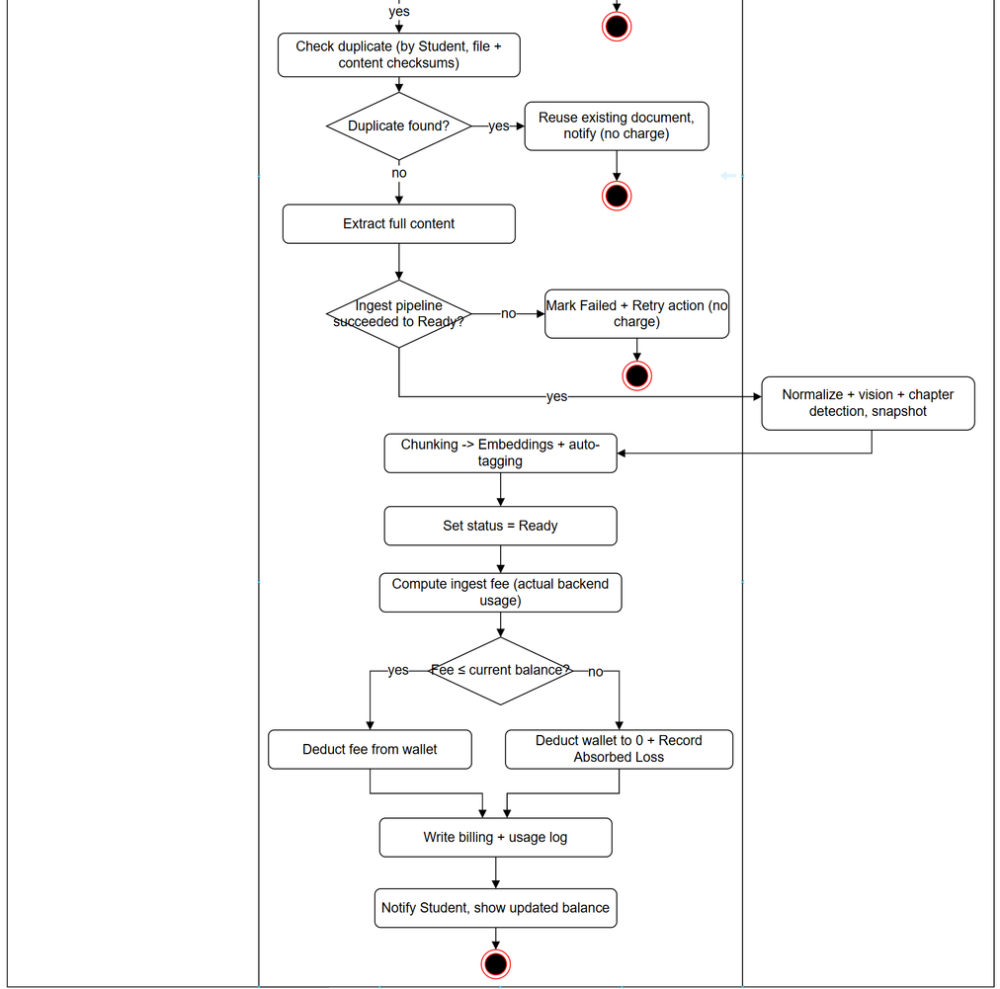 yes
Check duplicate (by Student, file +
content checksums)
Duplicate found?
yes
Reuse existing document,
notify (no charge)
no
Extract full content
Ingest pipeline
succeeded to Ready?
no
Mark Failed + Retry action (no
charge)
yes
Normalize + vision + chapter
detection, snapshot
Chunking -> Embeddings + auto-
tagging
Set status = Ready
Compute ingest fee (actual backend
usage)
Fee ≤ current balance?
yes
no
Deduct fee from wallet
Deduct wallet to 0 + Record
Absorbed Loss
Write billing + usage log
Notify Student, show updated balance